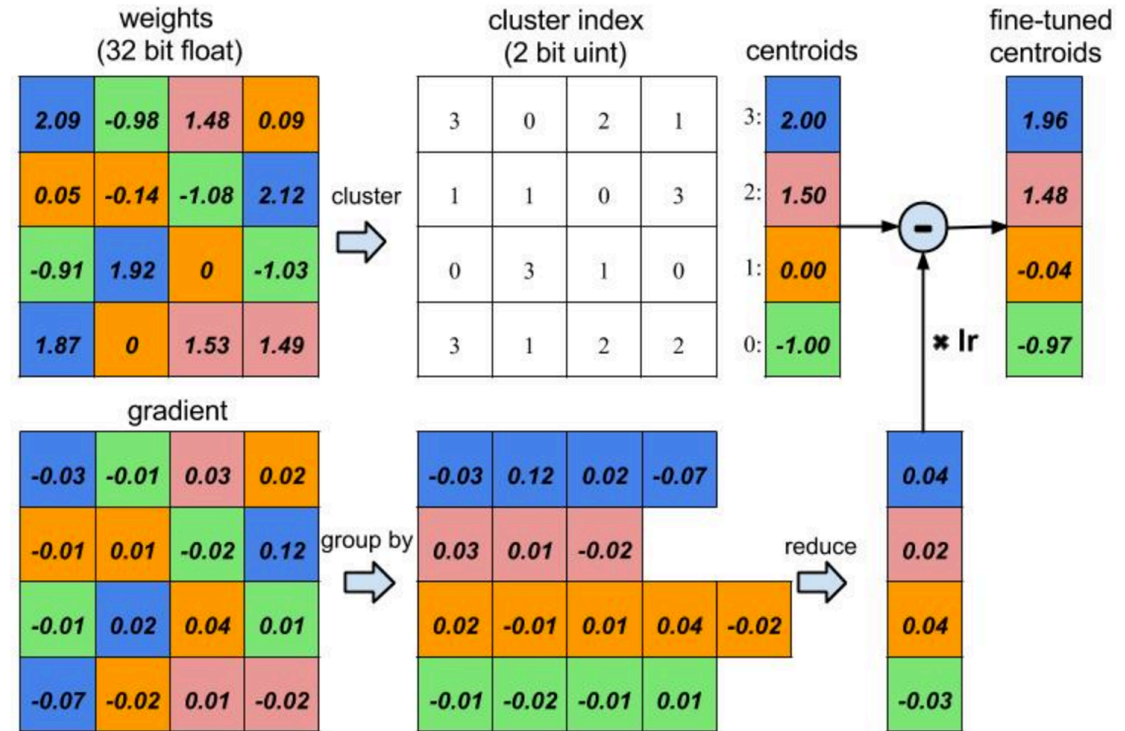 weights
(32 bit float)
cluster index
(2 bit uint)
centroids
fine-tuned
centroids
2.09 -0.98 1.48 0.09
3 0 2 1
3: 2.00
1.96
0.05 -0.14 -1.08 2.12
cluster
1 1 0 3
2: 1.50
1.48
-
-0.91 1.92 0 -1.03
0 3 1 0
1: 0.00
-0.04
1.87 0 1.53 1.49
3 1 2 2
0: -1.00
× lr
-0.97
gradient
-0.03 -0.01 0.03 0.02
-0.03 0.12 0.02 -0.07
0.04
-0.01 0.01 -0.02 0.12
group by
0.03 0.01 -0.02
reduce
0.02
-0.01 0.02 0.04 0.01
0.02 -0.01 0.01 0.04 -0.02
0.04
-0.07 -0.02 0.01 -0.02
-0.01 -0.02 -0.01 0.01
-0.03